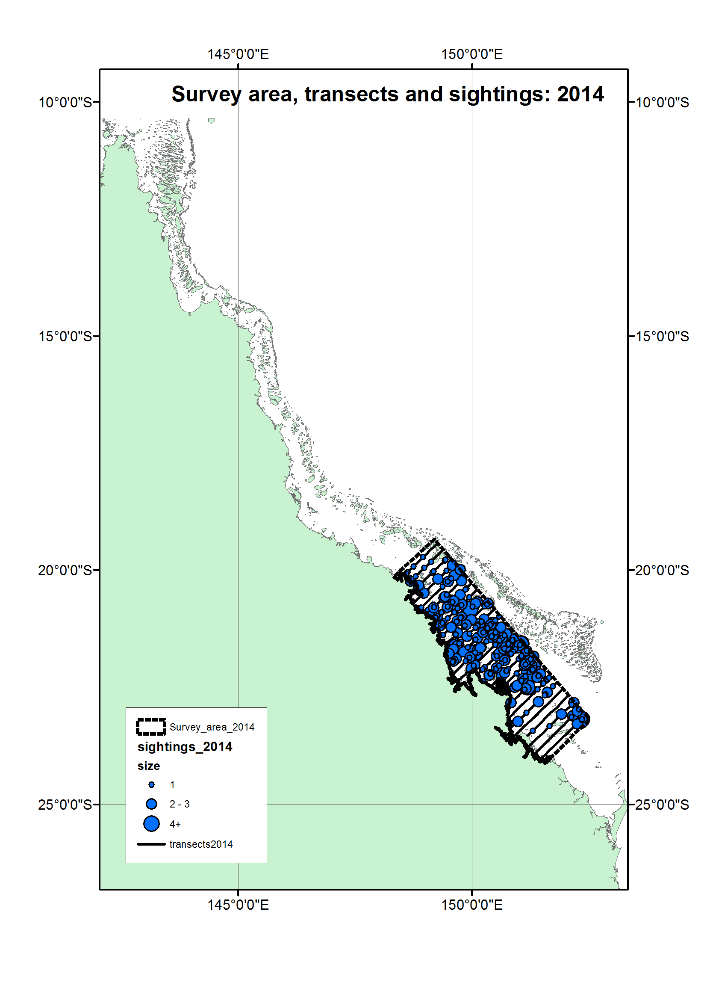 145°0'0"E 150°0'0"E
Survey area, transects and sightings: 2014
10°0'0"S 10°0'0"S
15°0'0"S 15°0'0"S
20°0'0"S 20°0'0"S
Survey_area_2014
sightings_2014
size
1
2 - 3
4+
transects2014
25°0'0"S 25°0'0"S
145°0'0"E 150°0'0"E